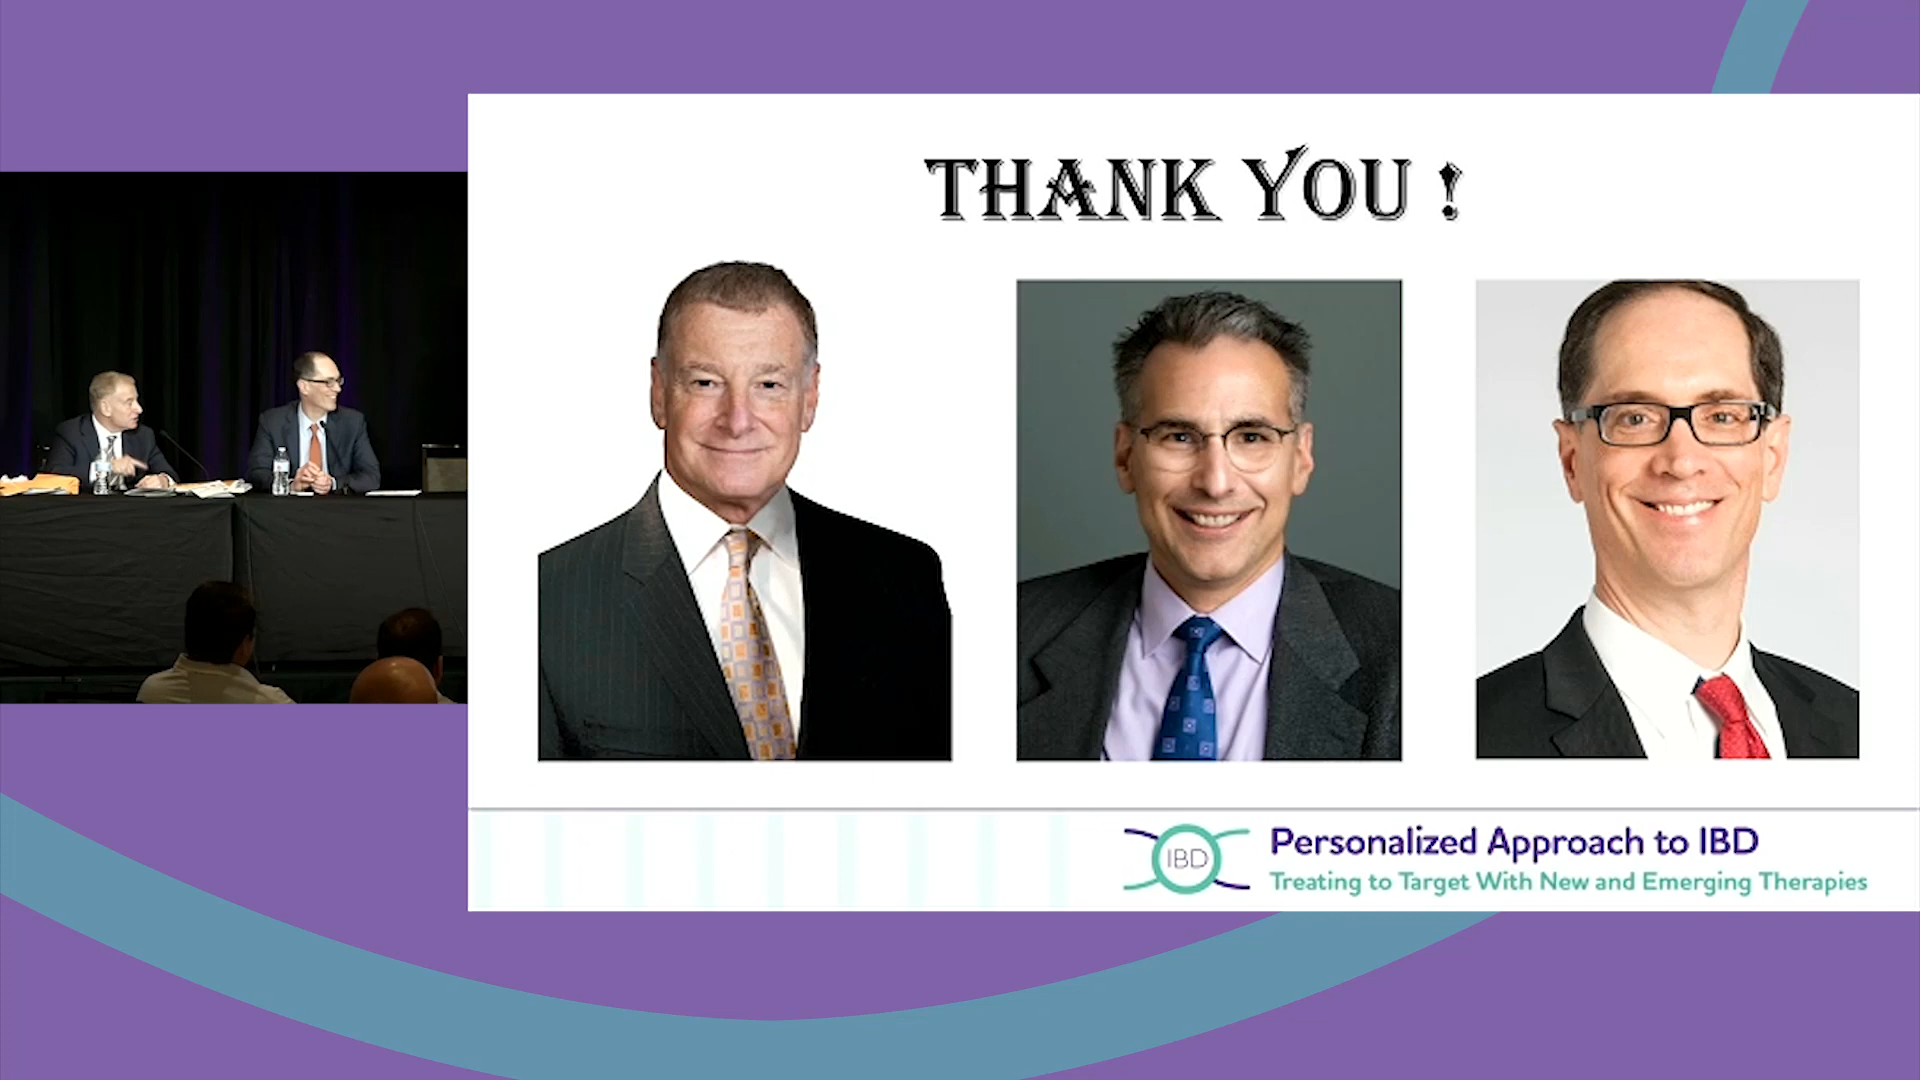 THANK YOU !
IBD
Personalized Approach to IBD
Treating to Target With New and Emerging Therapies